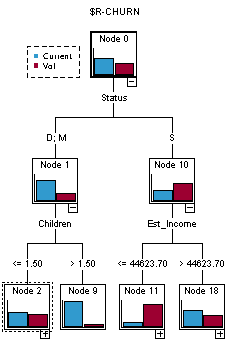 $R-CHURN
Node 0
Current
Vol
Status
D; M
S
Node 1
Node 10
Children
Est_Income
<= 1.50
> 1.50
<= 44623.70
> 44623.70
Node 2
Node 9
Node 11
Node 18